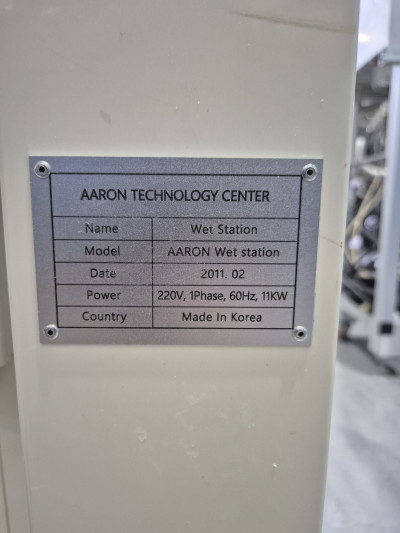 AARON TECHNOLOGY CENTER
Name Wet Station
Model AARON Wet station
Date 2011. 02
Power 220V, 1Phase, 60Hz, 11KW
Country Made In Korea